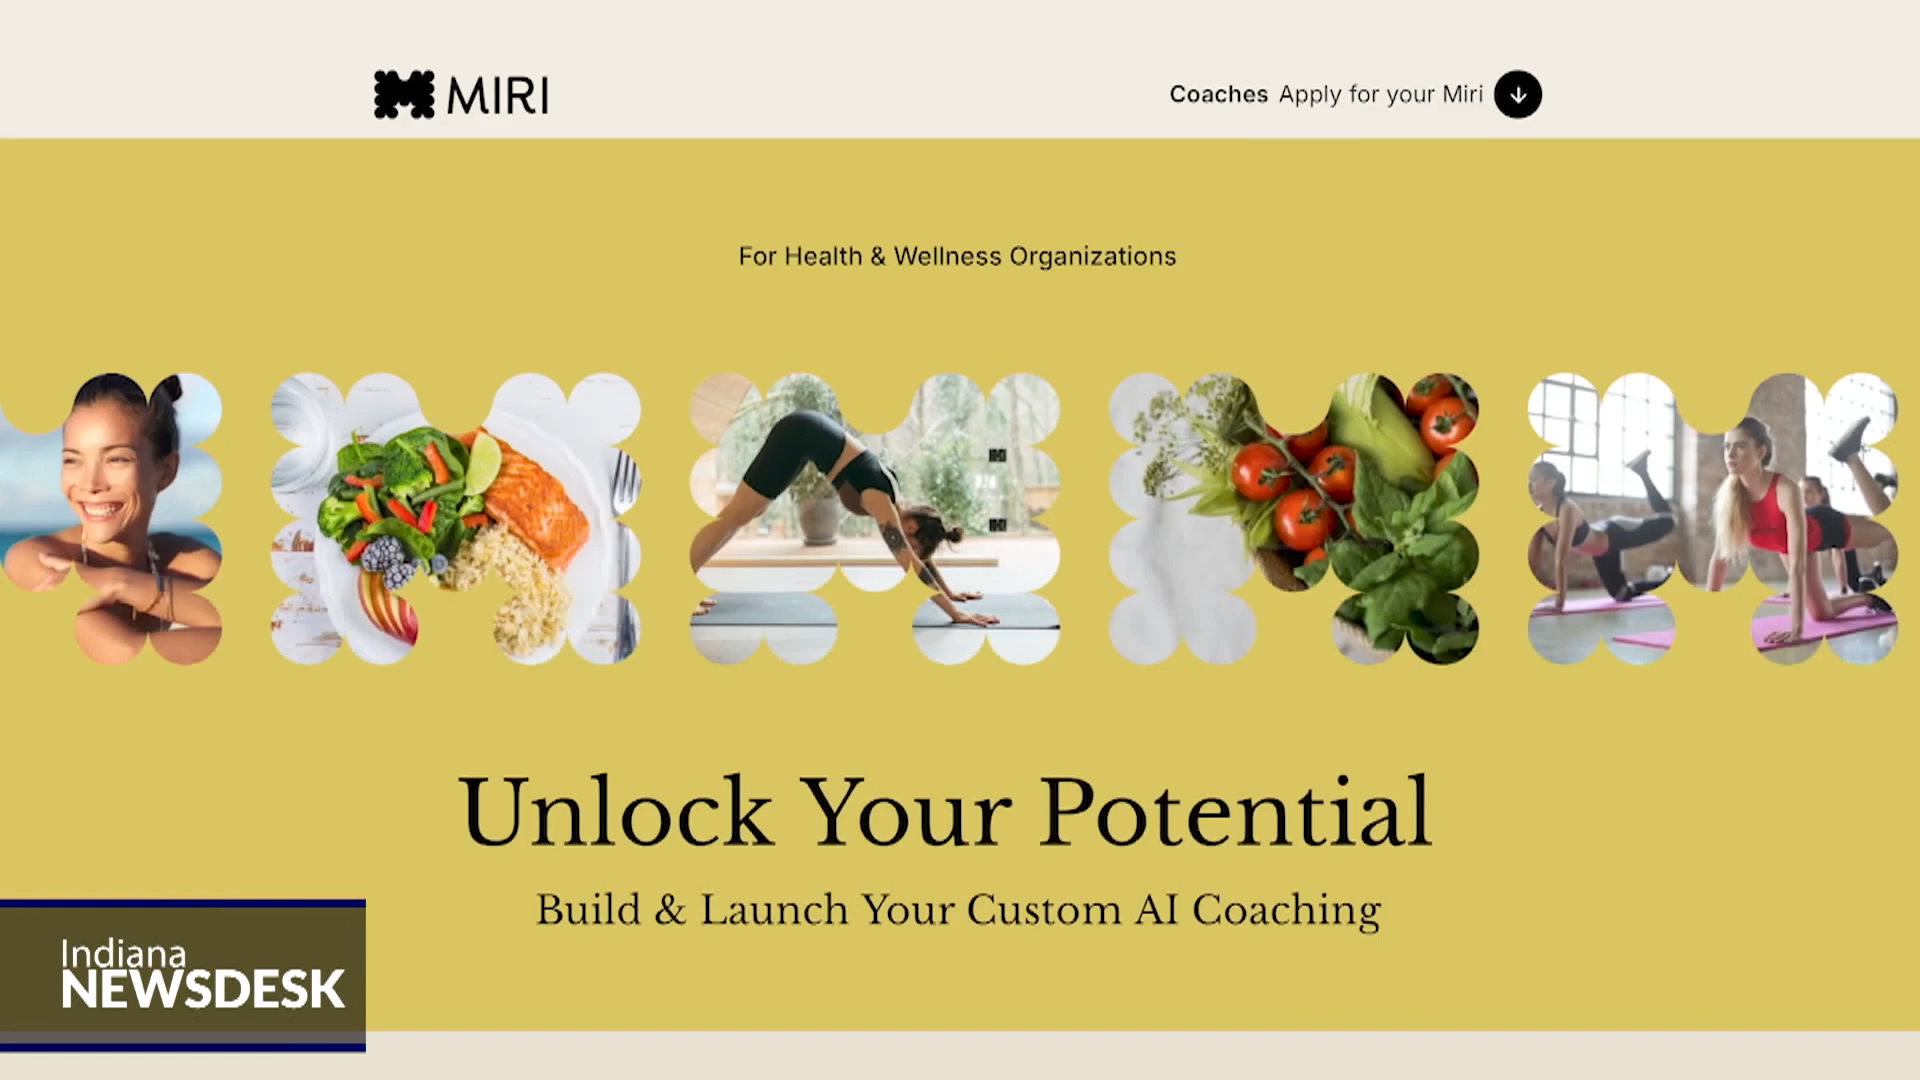 MIRI
Coaches Apply for your Miri
For Health & Wellness Organizations
Unlock Your Potential
Build & Launch Your Custom AI Coaching
Indiana
NEWSDESK